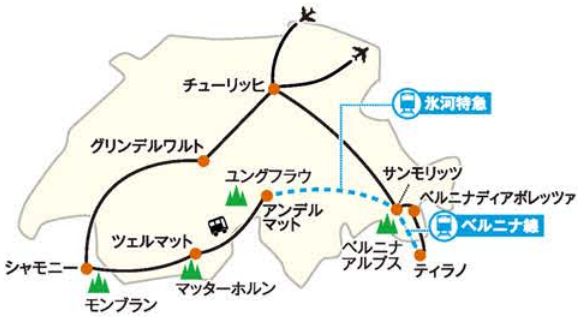 チューリッヒ
氷河特急
グリンデルワルト
ユングフラウ
サンモリッツ
ベルニナディアボレッツァ
アンデル
マット
ベルニナ線
ツェルマット
ベルニナ
アルプス
ティラノ
シャモニー
マッターホルン
モンブラン